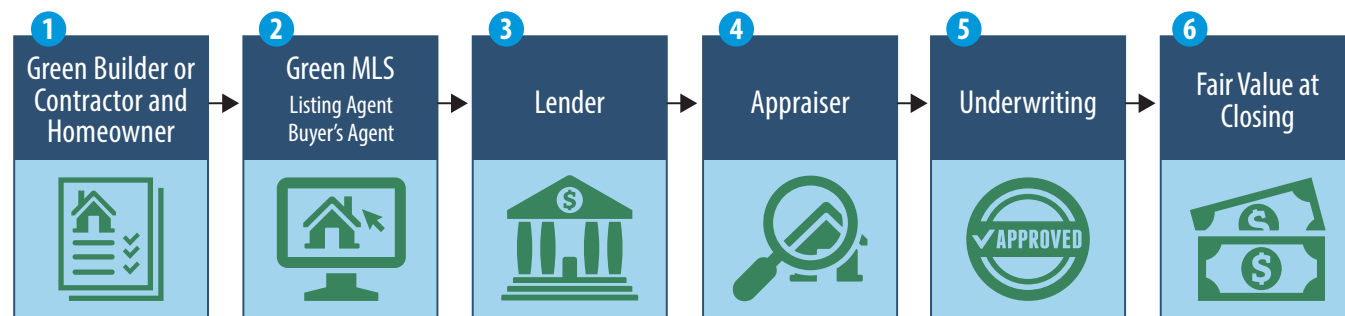 1
Green Builder or
Contractor and
Homeowner
2
Green MLS
Listing Agent
Buyer's Agent
3
Lender
$
4
Appraiser
5
Underwriting
APPROVED
6
Fair Value at
Closing
$
$